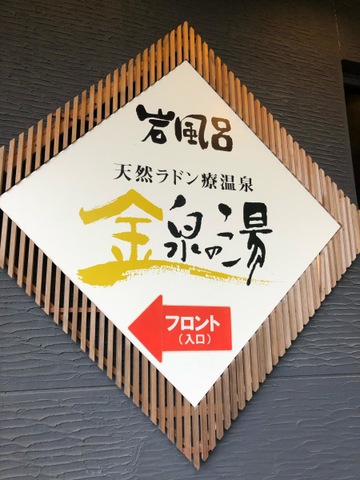 岩風呂
天然ラドン療温泉
金泉の湯
フロント
(入口)